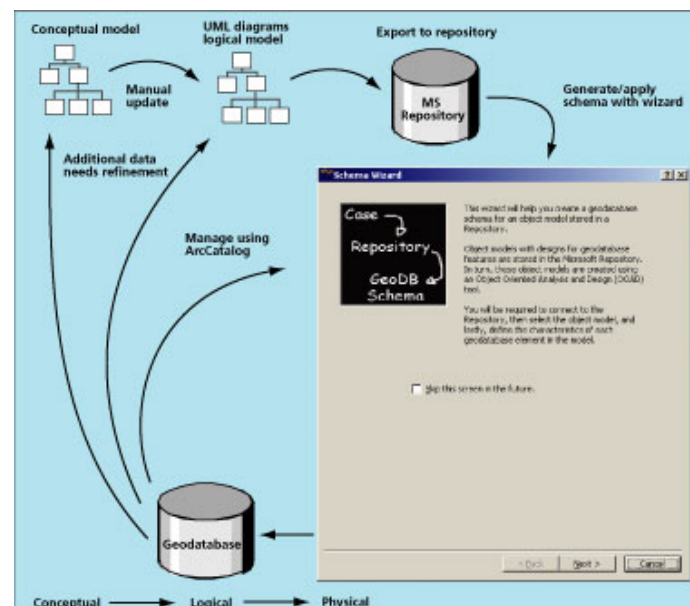 Conceptual model
UML diagrams
logical model
Export to repository
Manual
update
MS
Repository
Generate/apply
schema with wizard
Additional data
needs refinement
Manage using
ArcCatalog
Schema Wizard
Case
Repository
GeoDB
Schema
This wizard will help you create a geodatabase
schema for an object model stored in a
Repository.
Object models with designs for geodatabase
features are stored in the Microsoft Repository.
In turn, these object models are created using
an Object Oriented Analysis and Design (OOAD)
tool.
You will be required to connect to the
Repository, then select the object model, and
lastly, define the characteristics of each
geodatabase element in the model.
Skip this screen in the future.
Geodatabase
< Back
Next >
Cancel
Conceptual
Logical
Physical